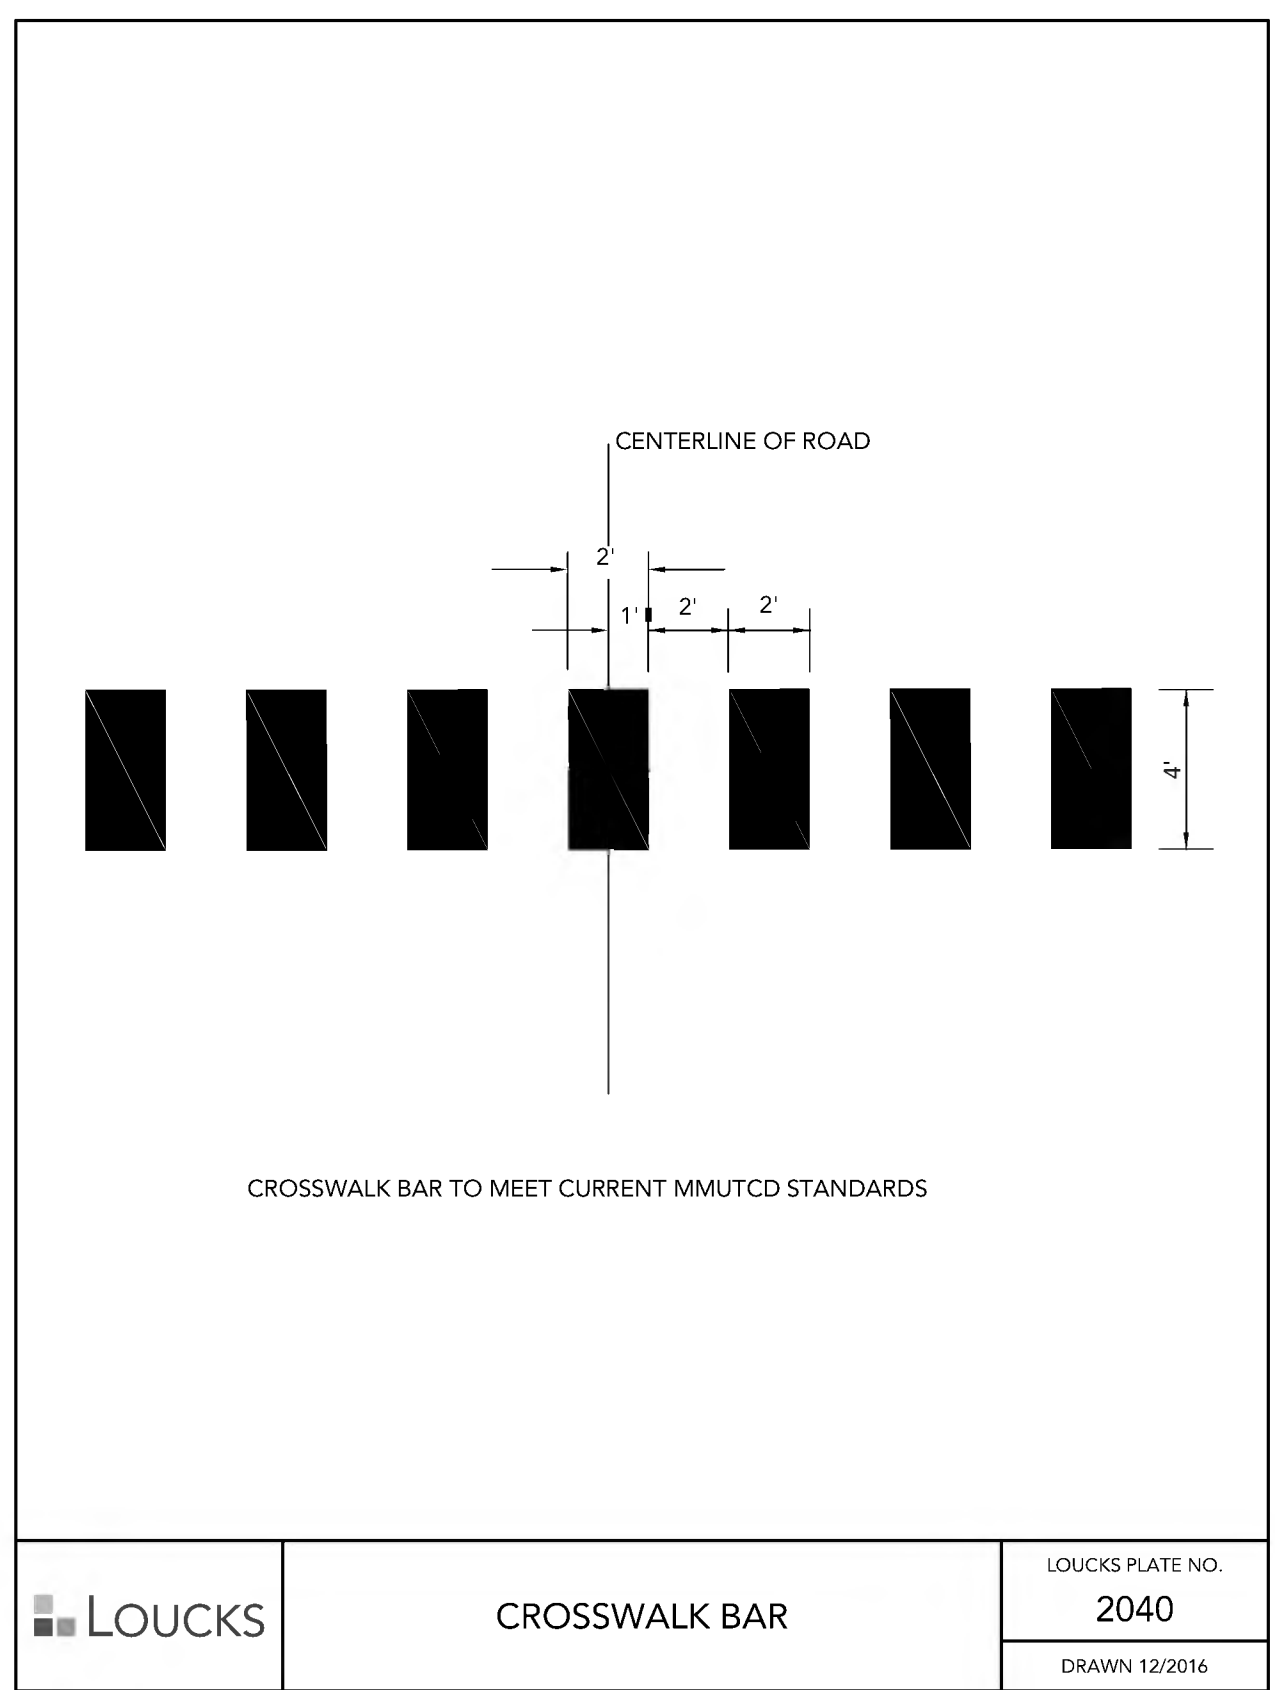 CENTERLINE OF ROAD
2'
1'
2'
2'
4'
CROSSWALK BAR TO MEET CURRENT MMUTCD STANDARDS
LOUCKS
CROSSWALK BAR
LOUCKS PLATE NO.
2040
DRAWN 12/2016